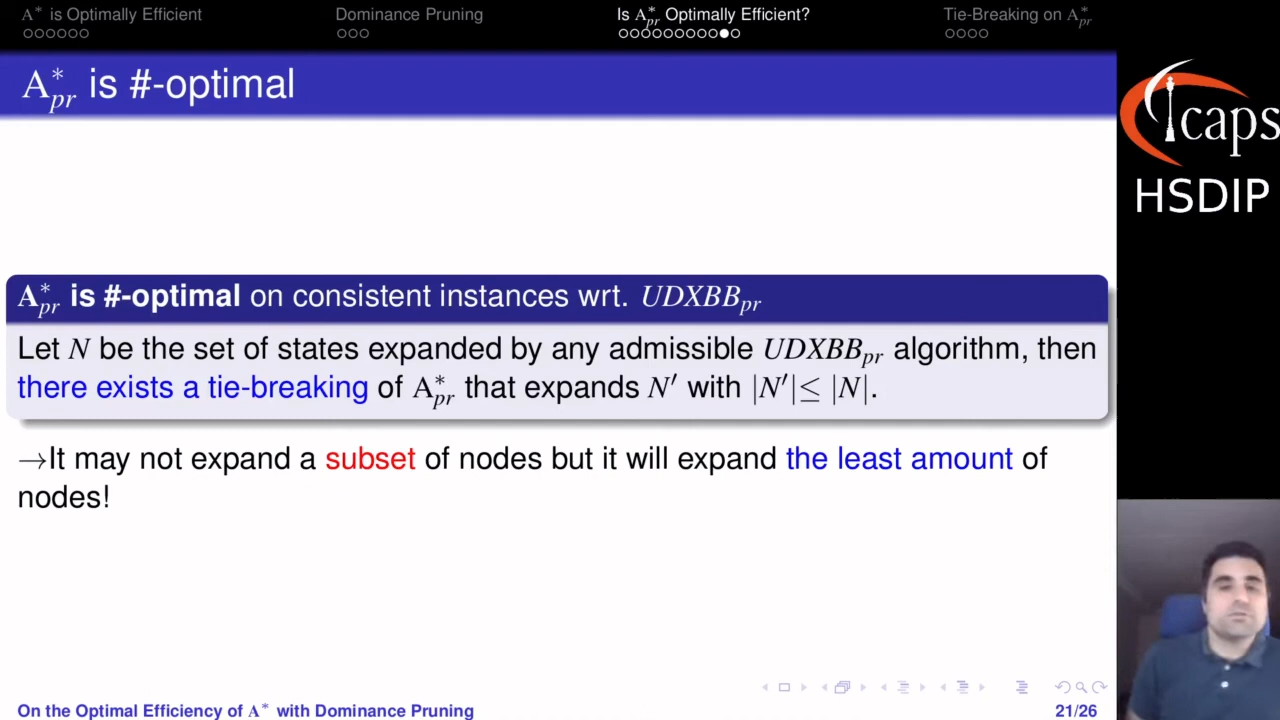 A* is Optimally Efficient
Dominance Pruning
Is A*pr Optimally Efficient?
Tie-Breaking on A*pr
A*pr is #-optimal
A*pr is #-optimal on consistent instances wrt. UDXBBpr
Let N be the set of states expanded by any admissible UDXBBpr algorithm, then
there exists a tie-breaking of A*pr that expands N′ with |N′|≤ |N|.
→It may not expand a subset of nodes but it will expand the least amount of
nodes!
On the Optimal Efficiency of A* with Dominance Pruning
21/26
icaps
HSDIP